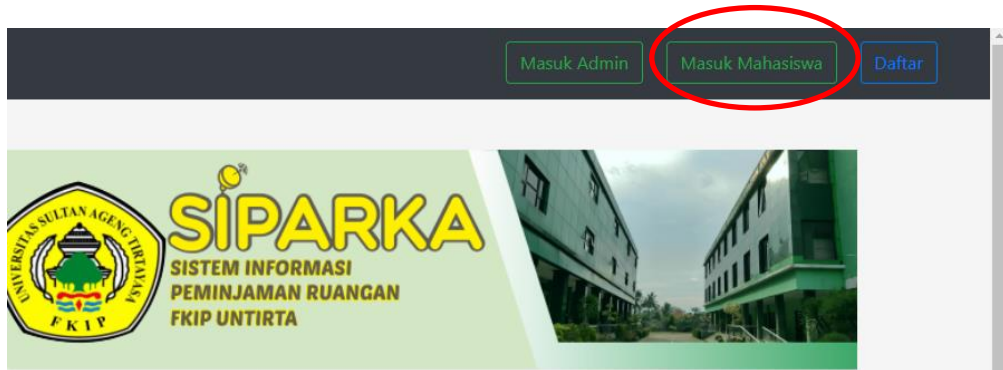 Masuk Admin
Masuk Mahasiswa
Daftar
UNIVERSITAS SULTAN AGENG TIRTAYASA
FKIP
SIPARKA
SISTEM INFORMASI
PEMINJAMAN RUANGAN
FKIP UNTIRTA